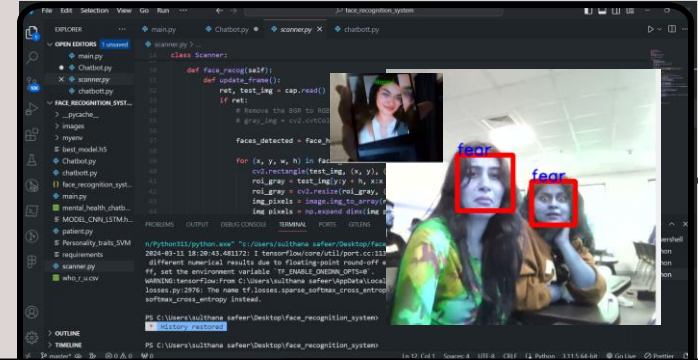 File Edit Selection View Go Run ...
face_recognition_system
EXPLORER ...
main.py
Chatbot.py
scanner.py
chatbott.py
OPEN EDITORS 1 unsaved
main.py
Chatbot.py
scanner.py
chatbott.py
FACE_RECOGNITION_SYST...
__pycache__
images
myenv
best_model.h5
Chatbot.py
chatbott.py
face_recognition_syst...
main.py
mental_health_chatb...
MODEL_CNN_LSTM.h...
patient.py
Personality_traits_SVM
requirements
scanner.py
who_r_u.csv
OUTLINE
TIMELINE
scanner.py > ...
class Scanner:
def face_recog(self):
def update_frame():
ret, test_img = cap.read()
if ret:
# Remove the BGR to RGB
# gray_img = cv2.cvtCol
faces_detected = face_h
for (x, y, w, h) in fac
cv2.rectangle(test_img, (x, y), (
roi_gray = test_img[y:y + h, x:x
roi_gray = cv2.resize(roi_gray, (
img_pixels = image.img_to_array(r
img_pixels = np.expand_dims(img_p
fear
fear
PROBLEMS OUTPUT DEBUG CONSOLE TERMINAL PORTS GITLENS
n/Python311/python.exe" "c:/Users/sulthana safeer/Desktop/face
2024-03-11 18:20:43.481172: I tensorflow/core/util/port.cc:113
different numerical results due to floating-point round-off e
ff, set the environment variable `TF_ENABLE_ONEDNN_OPTS=0`.
WARNING:tensorflow:From C:\Users\sulthana safeer\AppData\Local
losses.py:2976: The name tf.losses.sparse_softmax_cross_entrop
softmax_cross_entropy instead.
PS C:\Users\sulthana safeer\Desktop\face_recognition_system>
* History restored
PS C:\Users\sulthana safeer\Desktop\face_recognition_system>
master* 0 0 0 Ln 12, Col 1 Spaces: 4 UTF-8 CRLF Python 3.11.5 64-bit Go Live Prettier